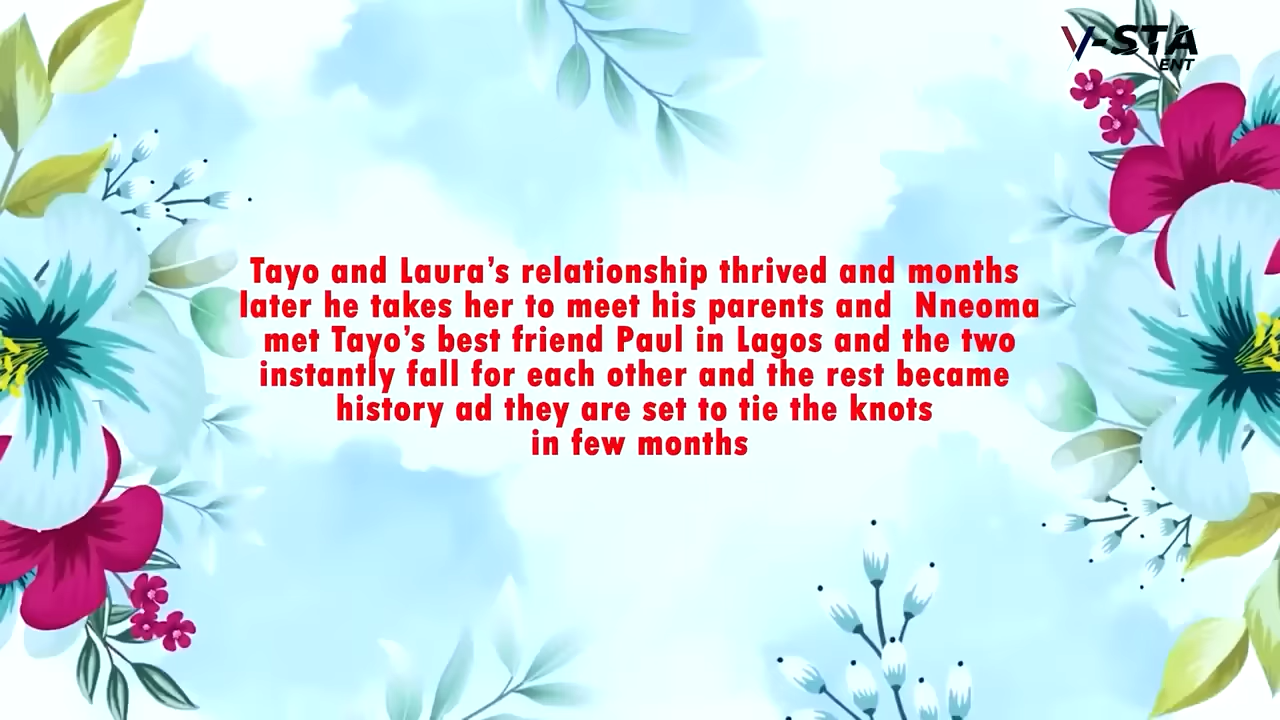 V-STA
ENT
Tayo and Laura’s relationship thrived and months
later he takes her to meet his parents and  Nneoma
met Tayo’s best friend Paul in Lagos and the two
instantly fall for each other and the rest became
history ad they are set to tie the knots
in few months